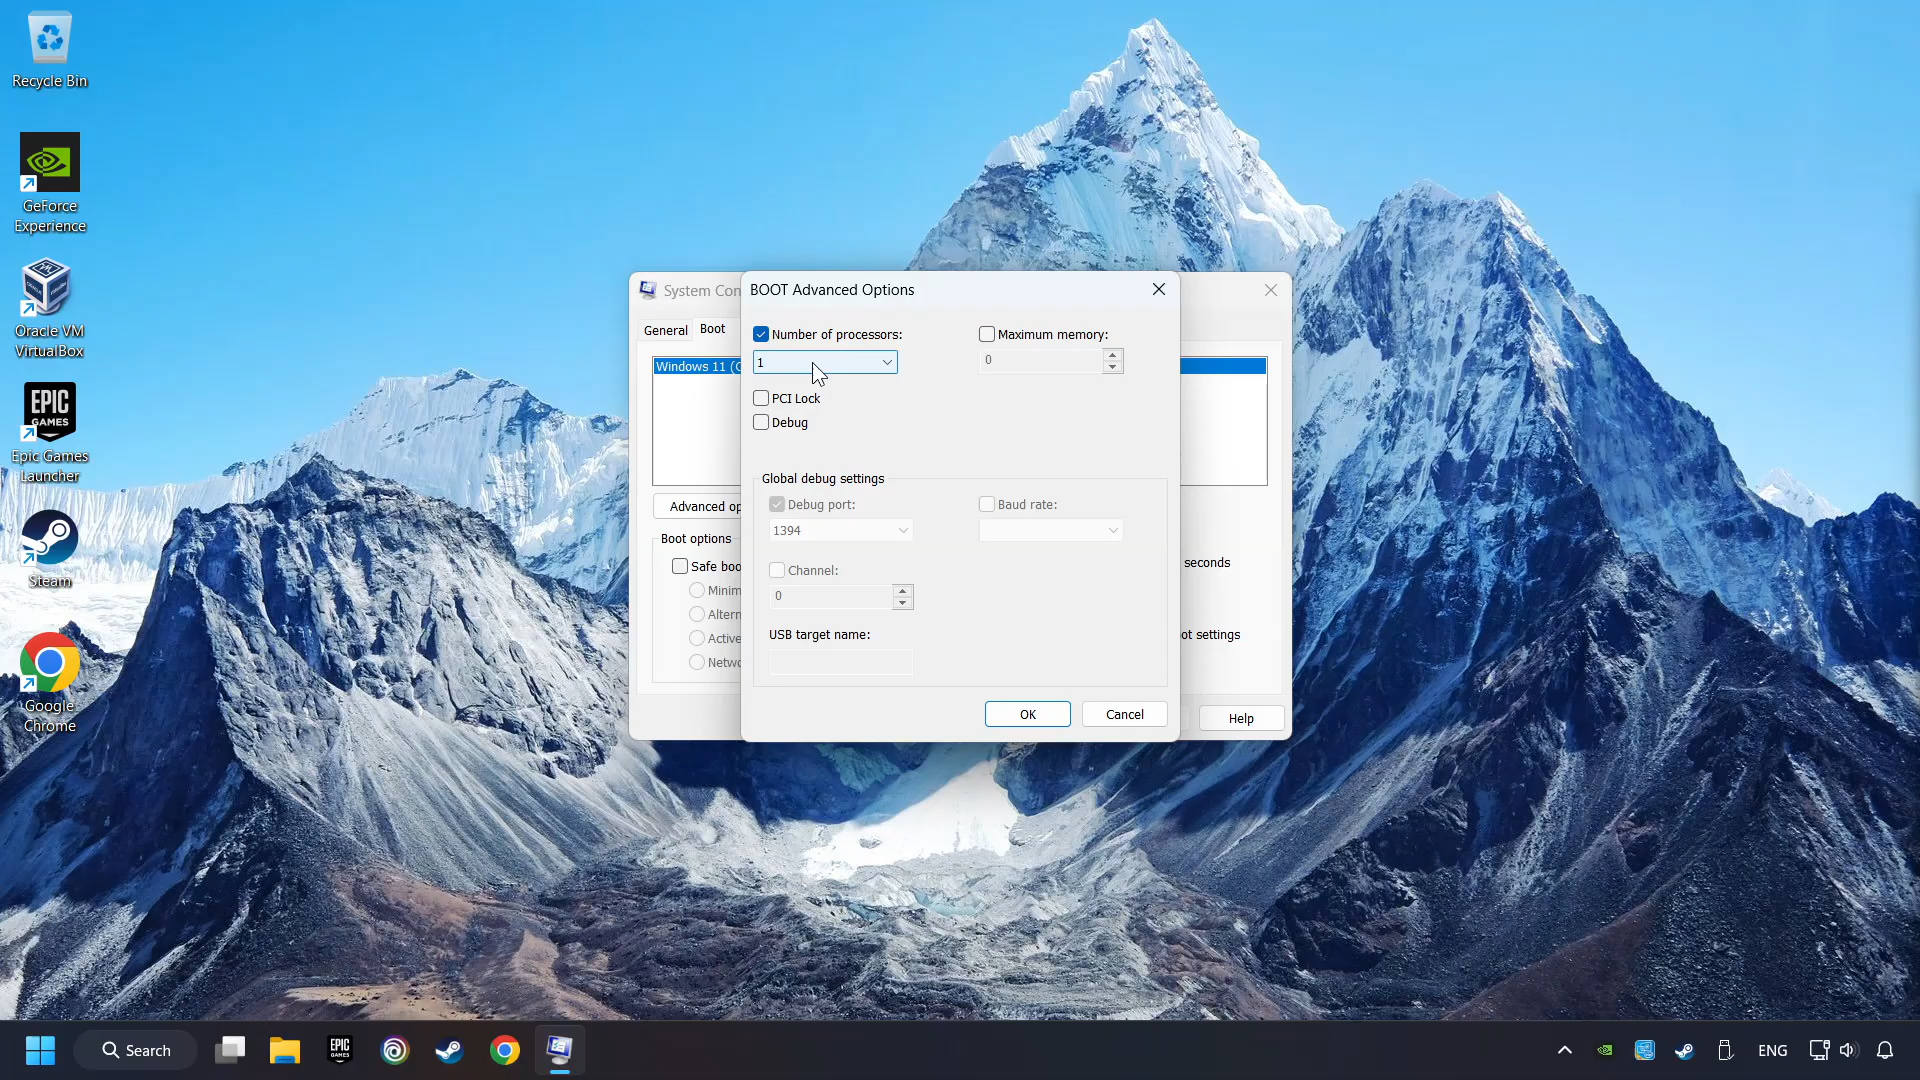 Recycle Bin
GeForce
Experience
Oracle VM
VirtualBox
EPIC
GAMES
Epic Games
Launcher
Steam
Google
Chrome
System Con
General
Boot
Windows 11 (C
Advanced op
Boot options
Safe boo
Minim
Altern
Active
Netwo
seconds
ot settings
Help
BOOT Advanced Options
Number of processors:
1
Maximum memory:
0
PCI Lock
Debug
Global debug settings
Debug port:
1394
Baud rate:
Channel:
0
USB target name:
OK
Cancel
Search
EPIC
GAMES
ENG